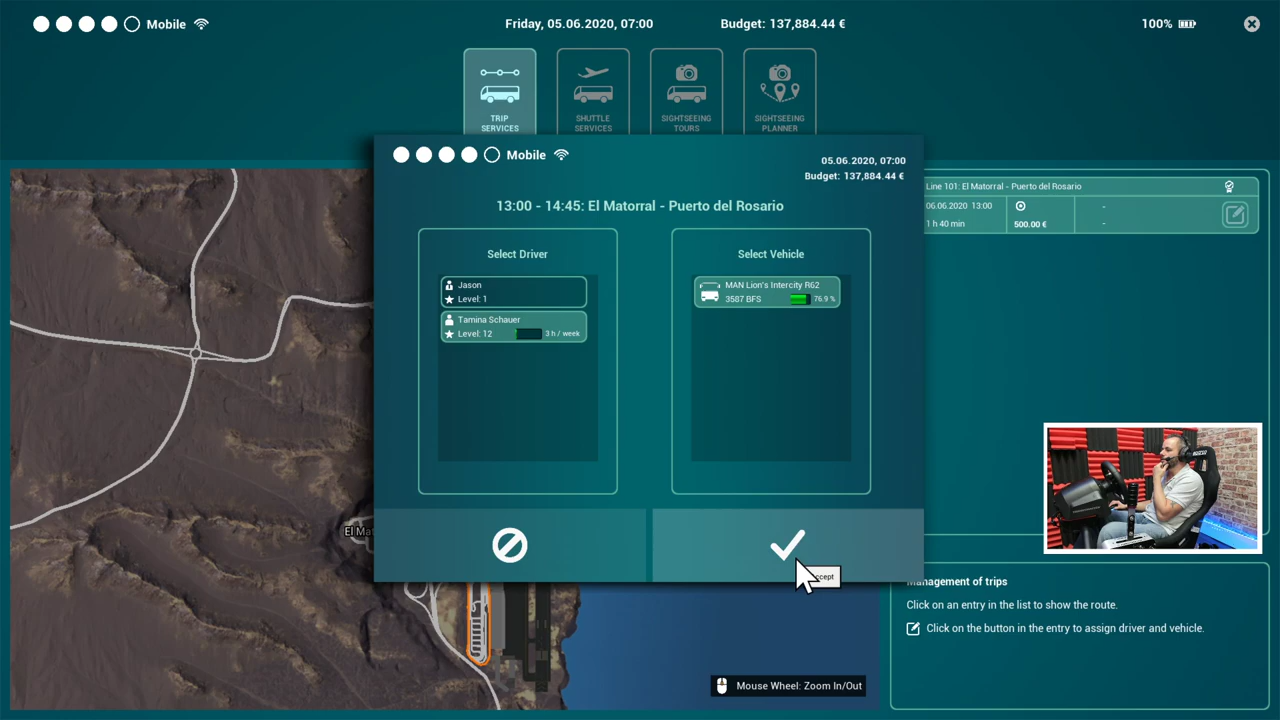 Mobile
Friday, 05.06.2020, 07:00
Budget: 137,884.44 €
100%
TRIP
SERVICES
SHUTTLE
SERVICES
SIGHTSEEING
TOURS
SIGHTSEEING
PLANNER
Mobile
05.06.2020, 07:00
Budget: 137,884.44 €
13:00 - 14:45: El Matorral - Puerto del Rosario
Select Driver
Jason
Level: 1
Tamina Schauer
Level: 12
3 h / week
Select Vehicle
MAN Lion's Intercity R62
3587 BFS
76.9 %
Line 101: El Matorral - Puerto del Rosario
06.06.2020 13:00
1 h 40 min
500.00 €
-
-
El Mat
Management of trips
Click on an entry in the list to show the route.
Click on the button in the entry to assign driver and vehicle.
Mouse Wheel: Zoom In/Out